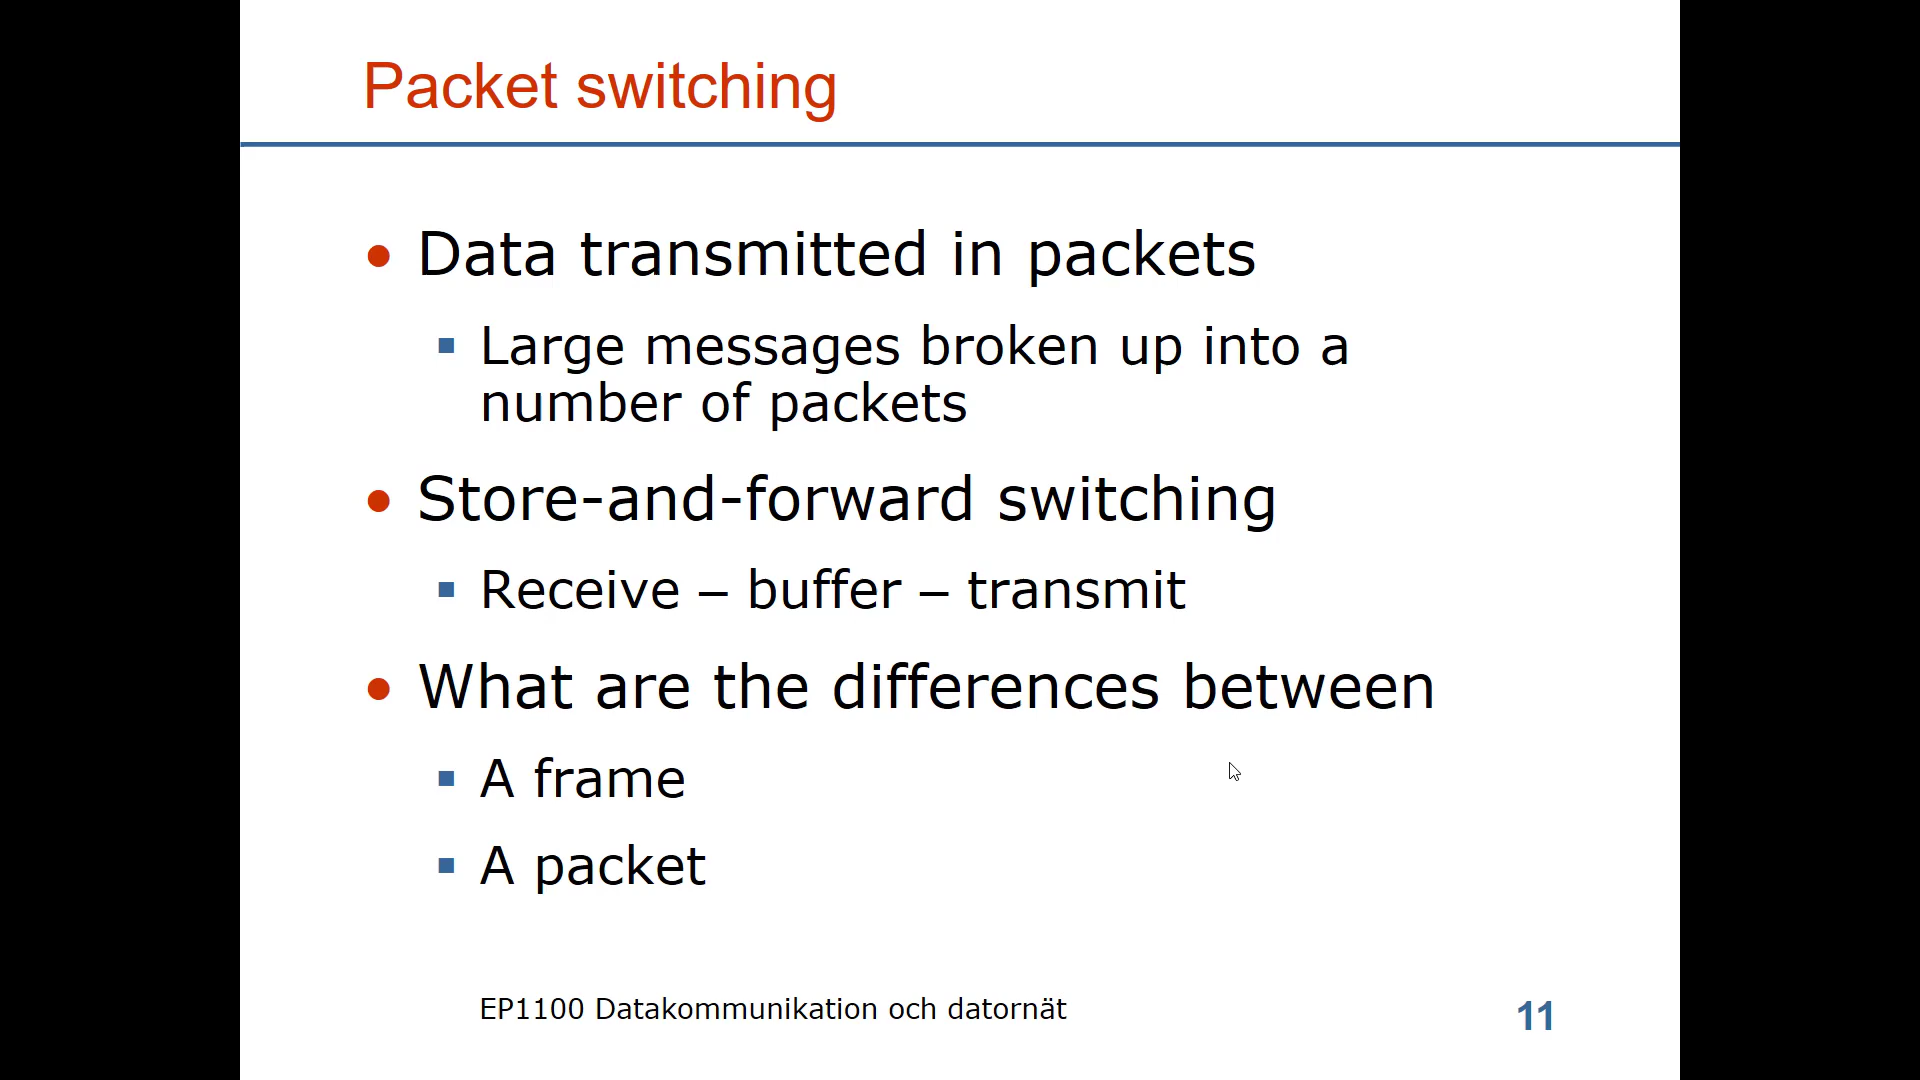 Packet switching
Data transmitted in packets
Large messages broken up into a
number of packets
Store-and-forward switching
Receive – buffer – transmit
What are the differences between
A frame
A packet
EP1100 Datakommunikation och datornät
11